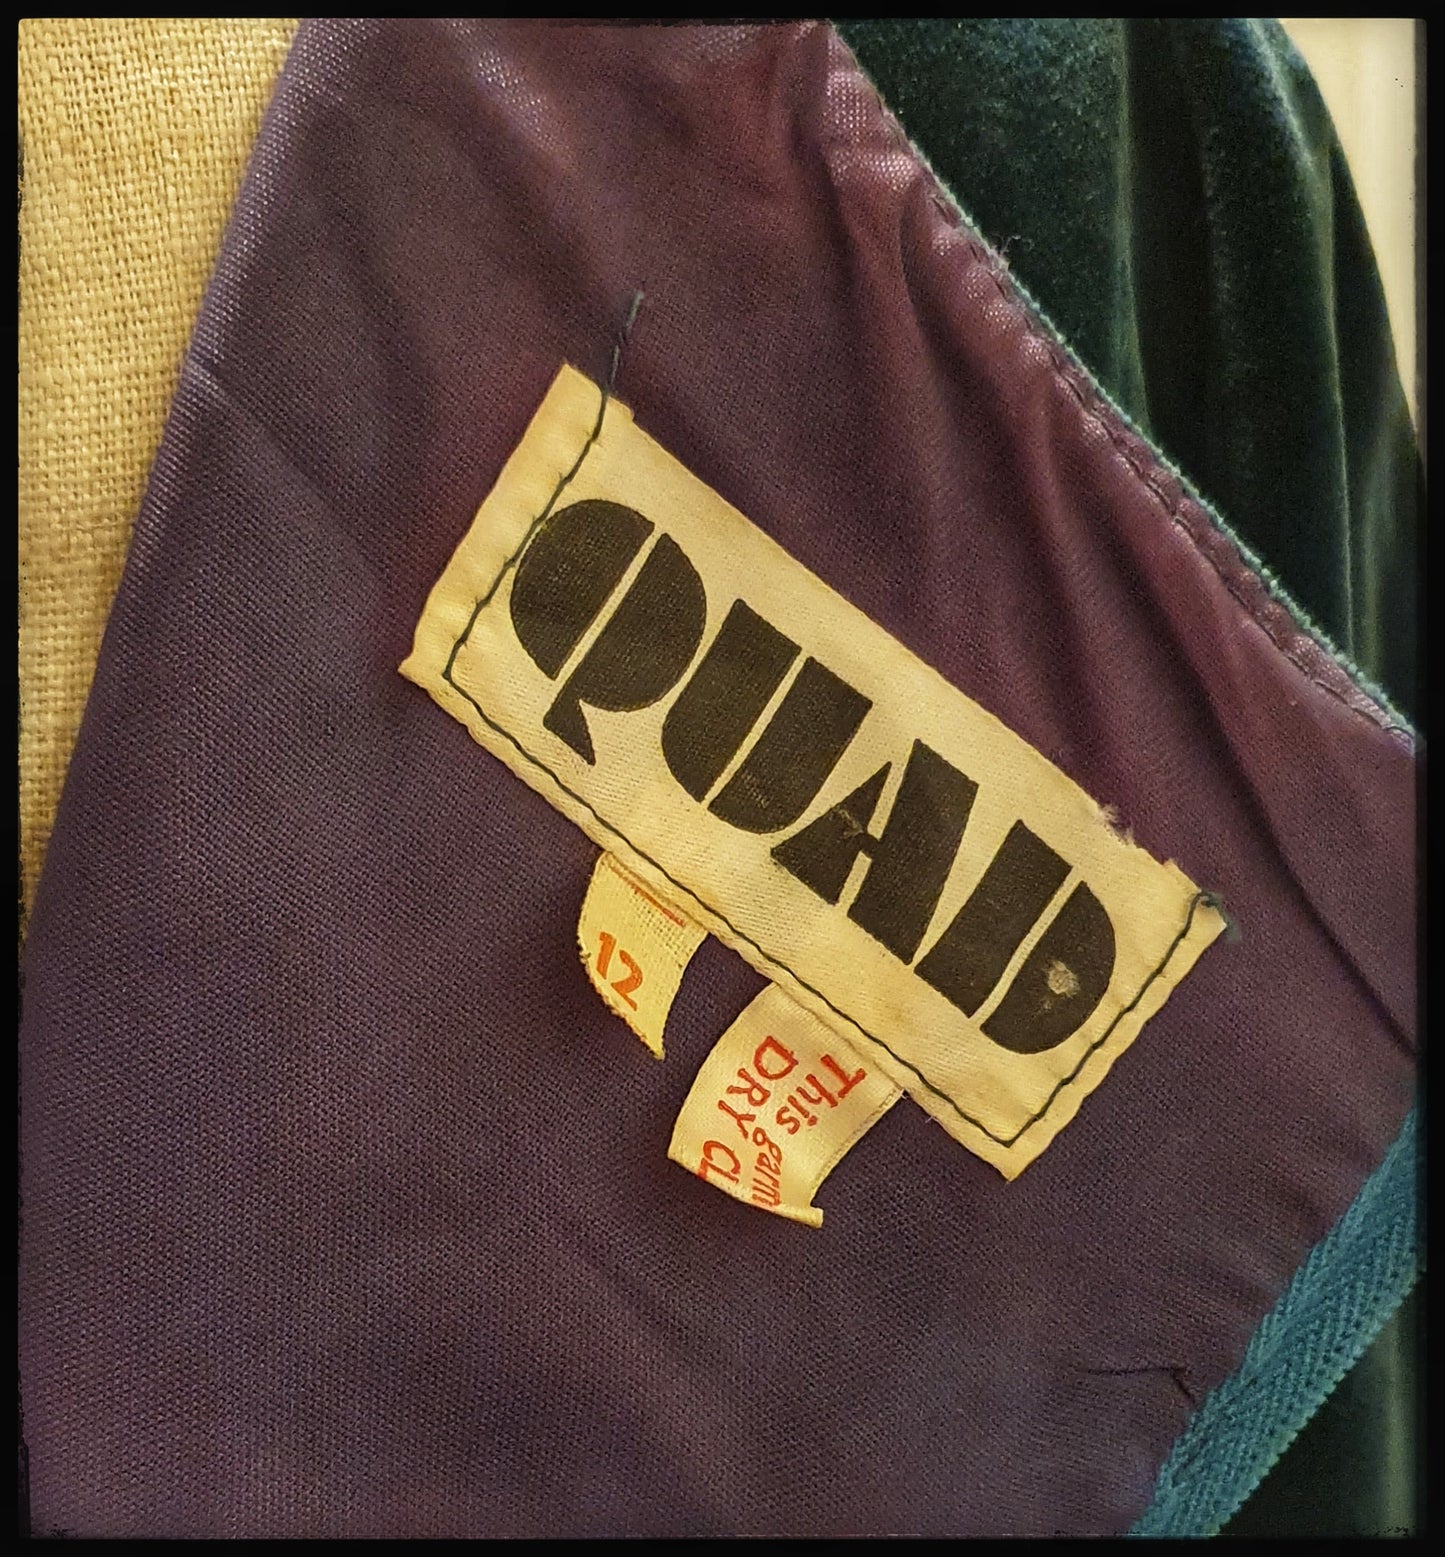 QUAD
12
This garm
DRY CL